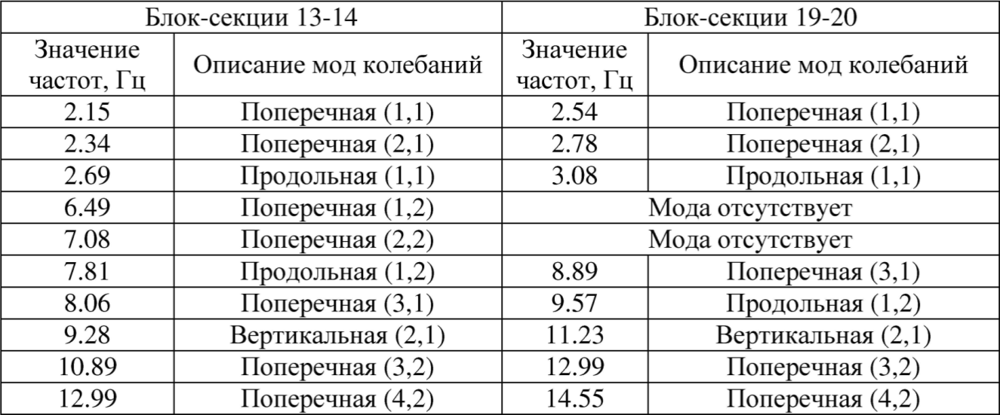 Блок-секции 13-14 Блок-секции 19-20
Значение частот, Гц Описание мод колебаний Значение частот, Гц Описание мод колебаний
2.15 Поперечная (1,1) 2.54 Поперечная (1,1)
2.34 Поперечная (2,1) 2.78 Поперечная (2,1)
2.69 Продольная (1,1) 3.08 Продольная (1,1)
6.49 Поперечная (1,2) Мода отсутствует
7.08 Поперечная (2,2) Мода отсутствует
7.81 Продольная (1,2) 8.89 Поперечная (3,1)
8.06 Поперечная (3,1) 9.57 Продольная (1,2)
9.28 Вертикальная (2,1) 11.23 Вертикальная (2,1)
10.89 Поперечная (3,2) 12.99 Поперечная (3,2)
12.99 Поперечная (4,2) 14.55 Поперечная (4,2)